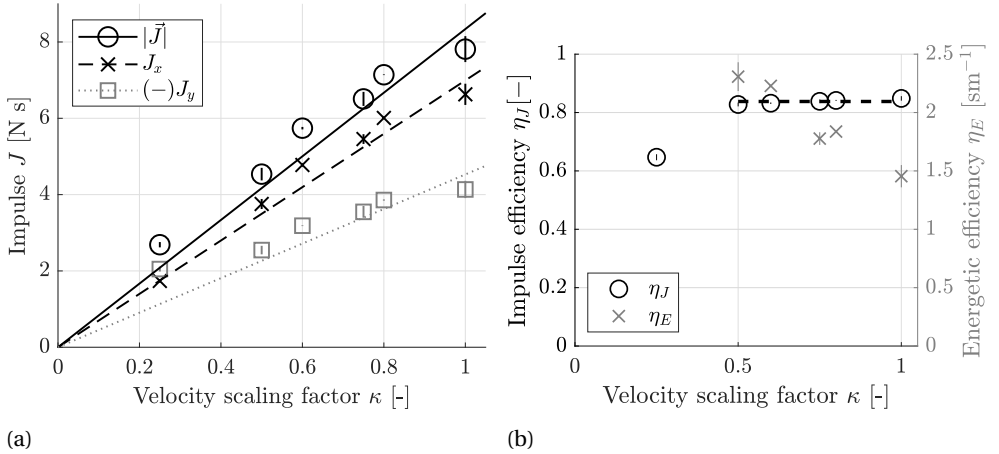 8
6
4
2
0
0
0.2
0.4
0.6
0.8
1
Impulse J [N s]
Velocity scaling factor κ [-]
|J⃗|
J_x
(−)J_y
(a)
1
0.8
0.6
0.4
0.2
0
0
0.5
1
2.5
2
1.5
1
0.5
0
Impulse efficiency η_J [−]
Energetic efficiency η_E [sm⁻¹]
Velocity scaling factor κ [-]
η_J
η_E
(b)